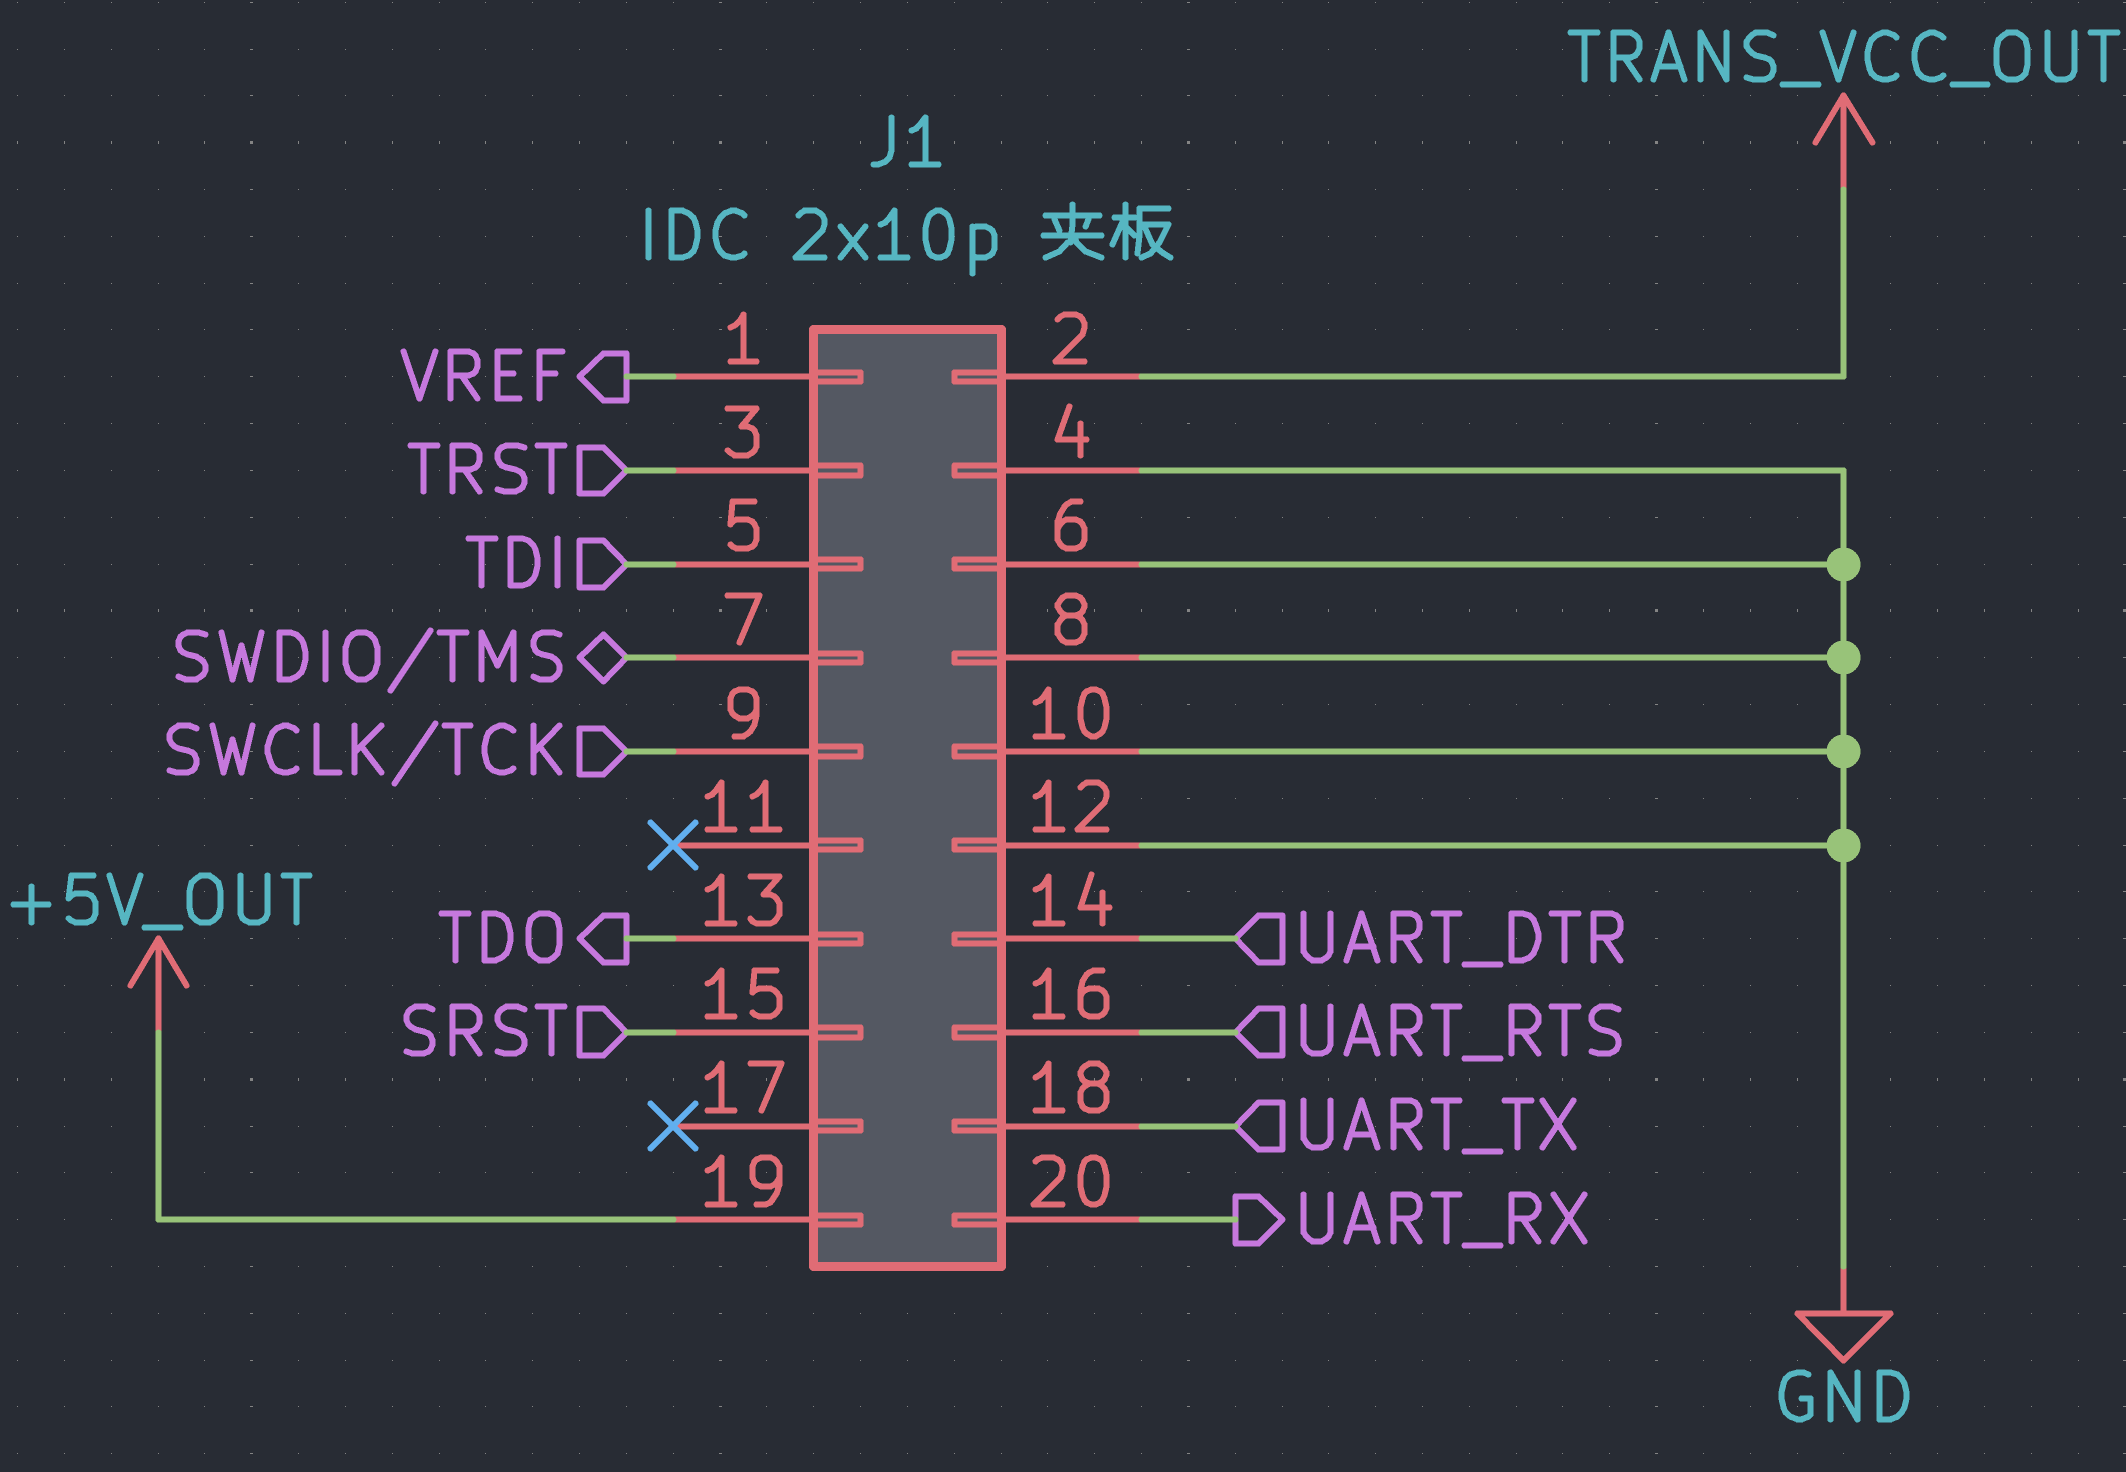 TRANS_VCC_OUT
J1
IDC 2x10p 夹板
VREF 1 2
TRST 3 4
TDI 5 6
SWDIO/TMS 7 8
SWCLK/TCK 9 10
11 12
+5V_OUT
TDO 13 14 UART_DTR
SRST 15 16 UART_RTS
17 18 UART_TX
19 20 UART_RX
GND